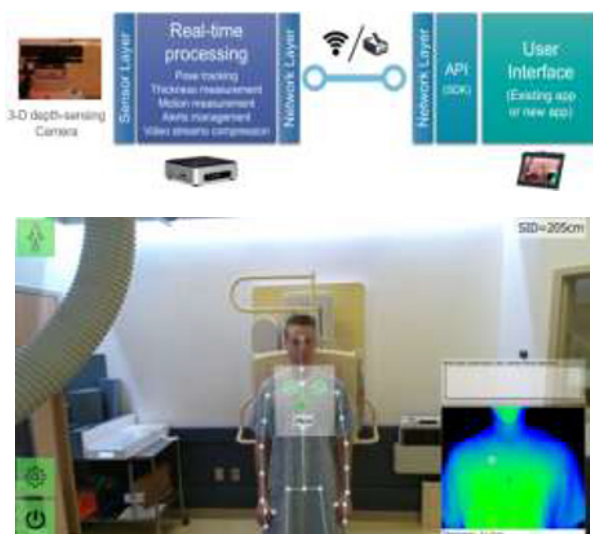 Real-time
processing
Pose tracking
Thickness measurement
Motion measurement
Alerts management
Video streams compression
Sensor Layer
Network Layer
3-D depth-sensing
Camera
Network Layer
API
(SDK)
User
Interface
(Existing app
or new app)
SID=205cm